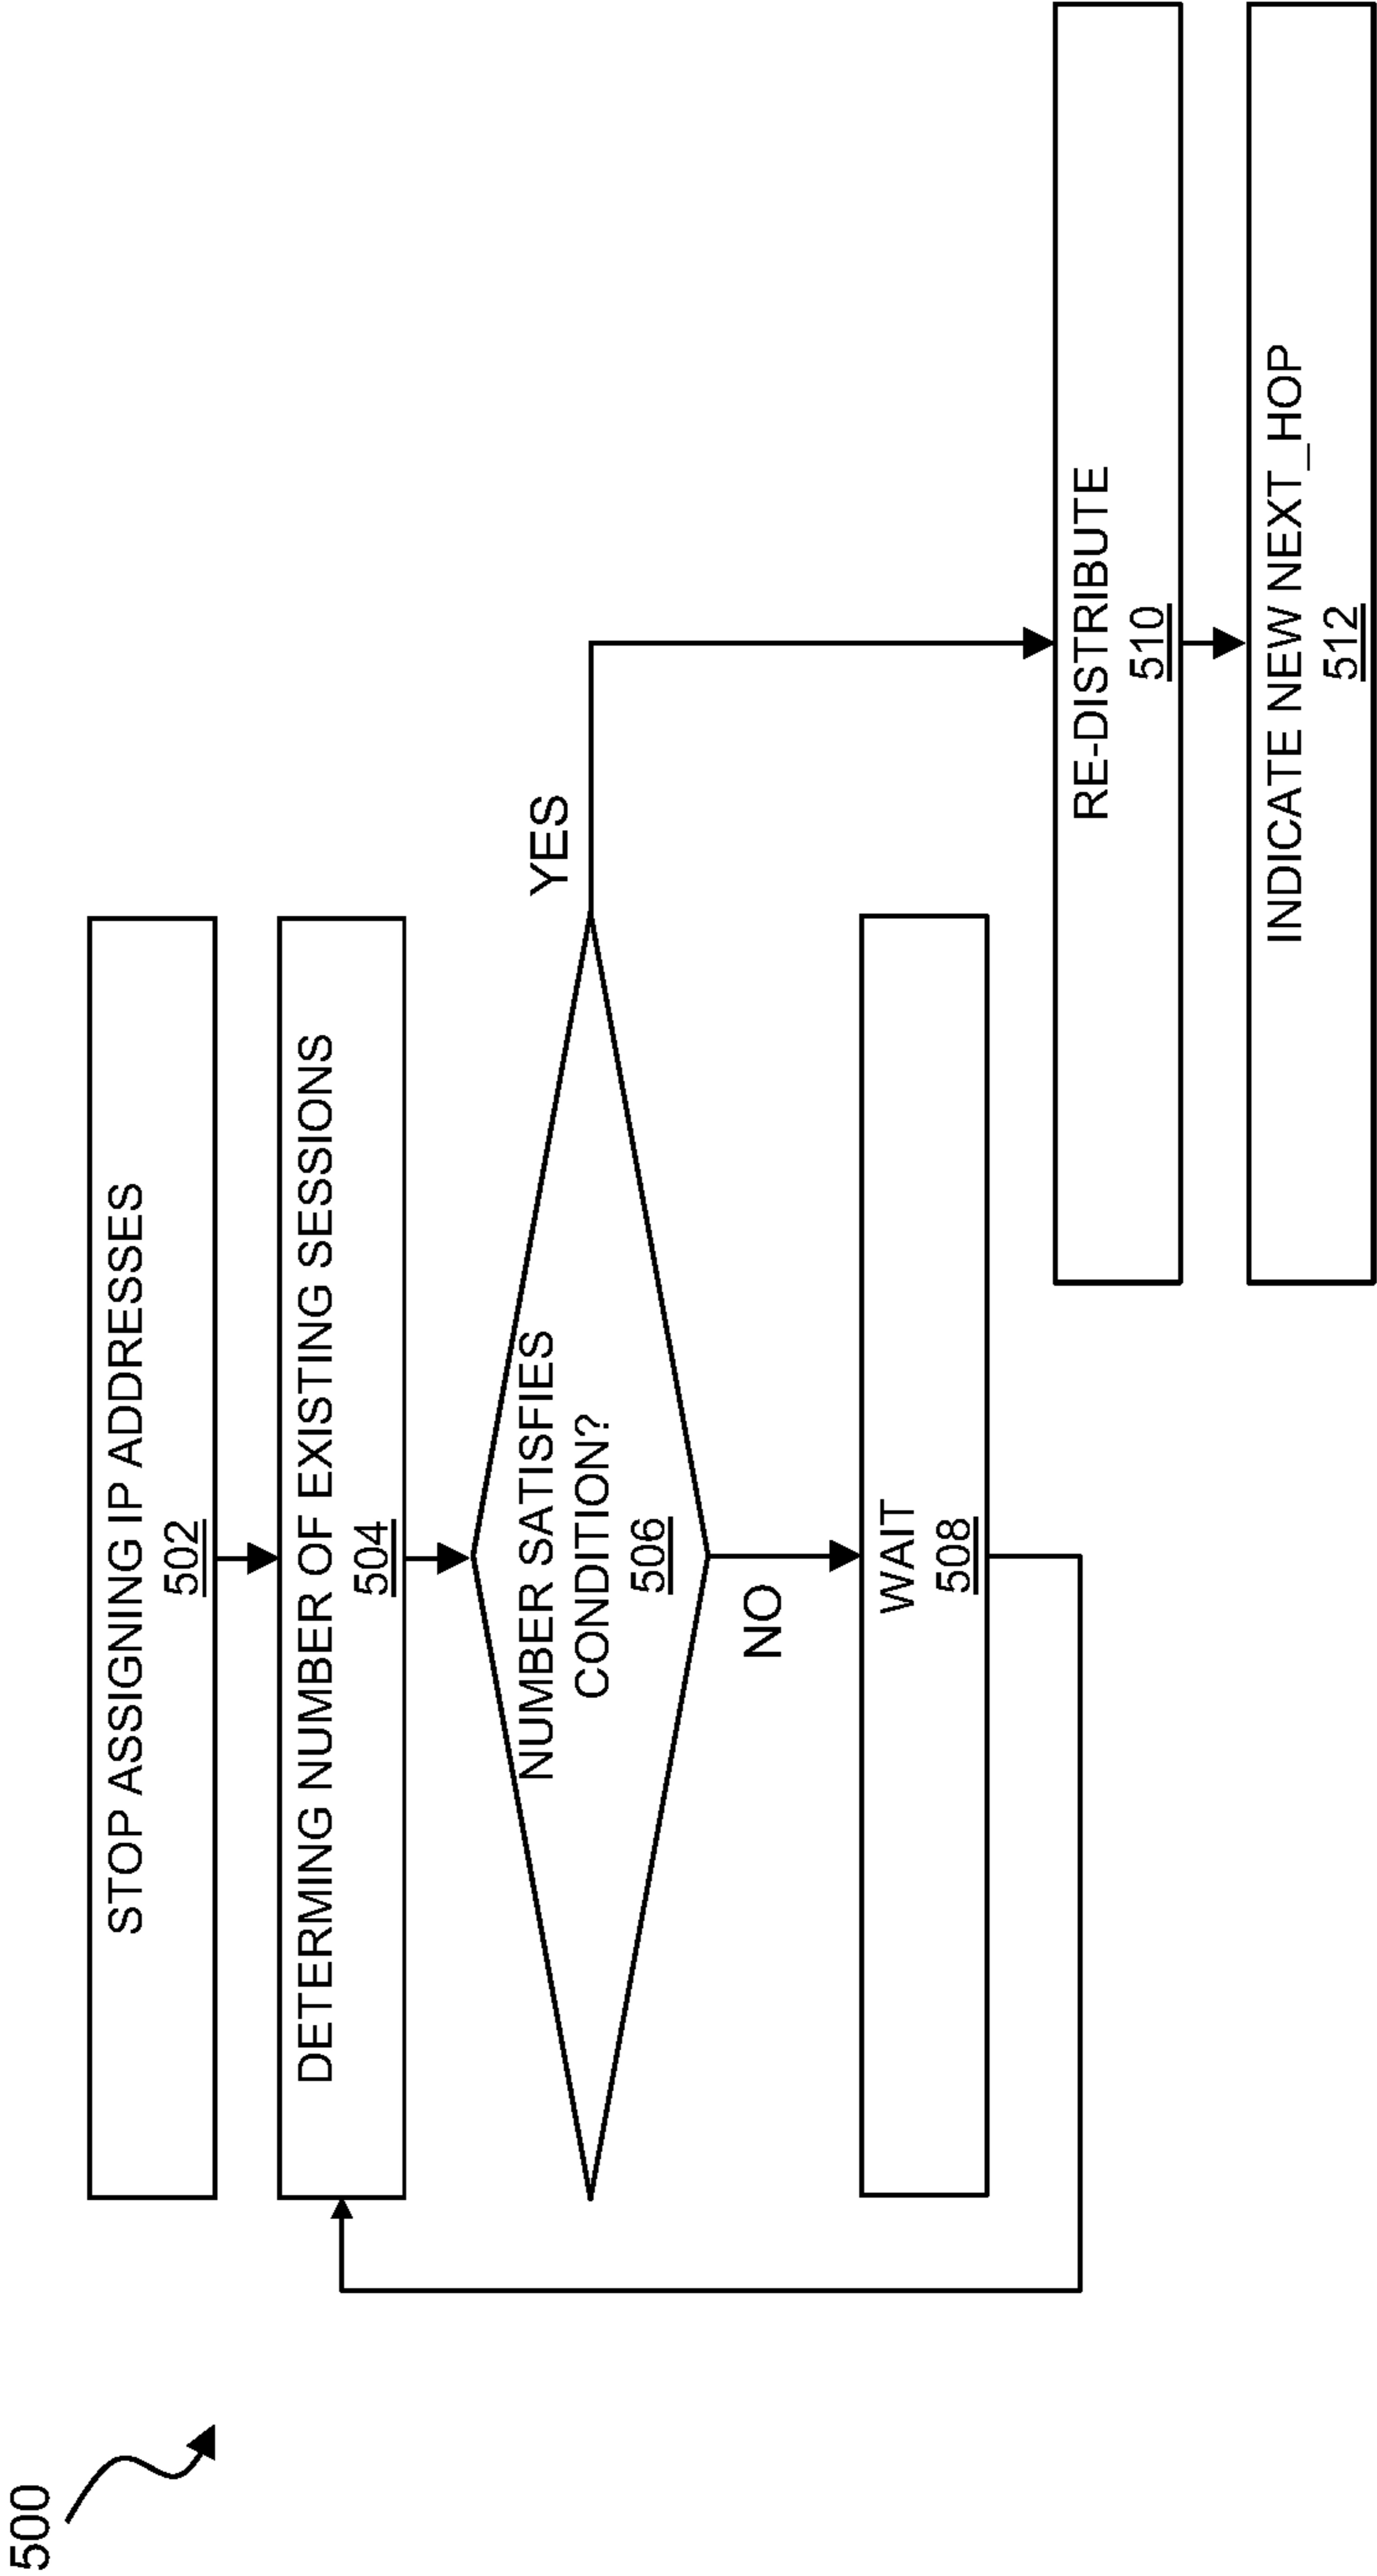 500
STOP ASSIGNING IP ADDRESSES
502
DETERMINING NUMBER OF EXISTING SESSIONS
504
NUMBER SATISFIES
CONDITION?
506
YES
NO
WAIT
508
RE-DISTRIBUTE
510
INDICATE NEW NEXT_HOP
512